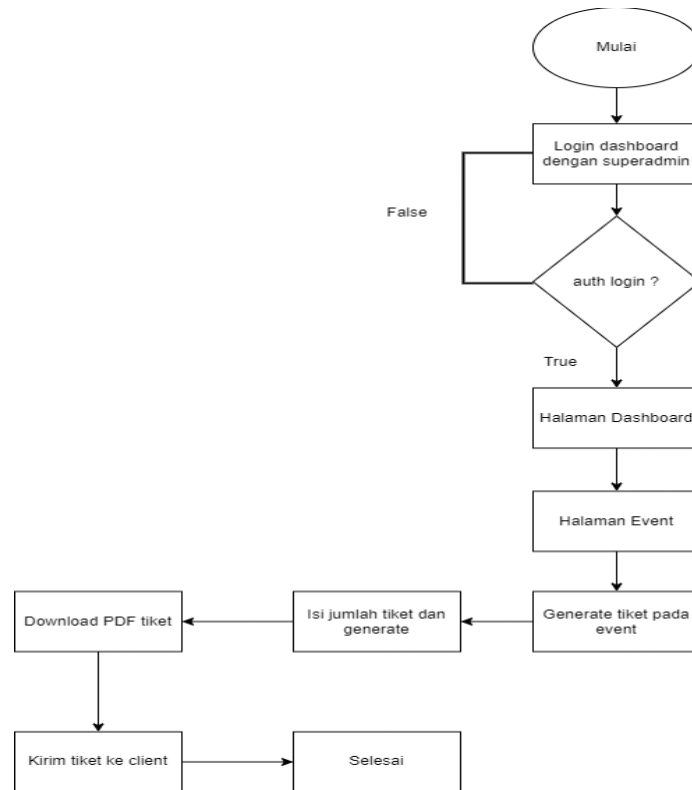 Mulai
Login dashboard
dengan superadmin
False
auth login ?
True
Halaman Dashboard
Halaman Event
Generate tiket pada
event
Isi jumlah tiket dan
generate
Download PDF tiket
Kirim tiket ke client
Selesai